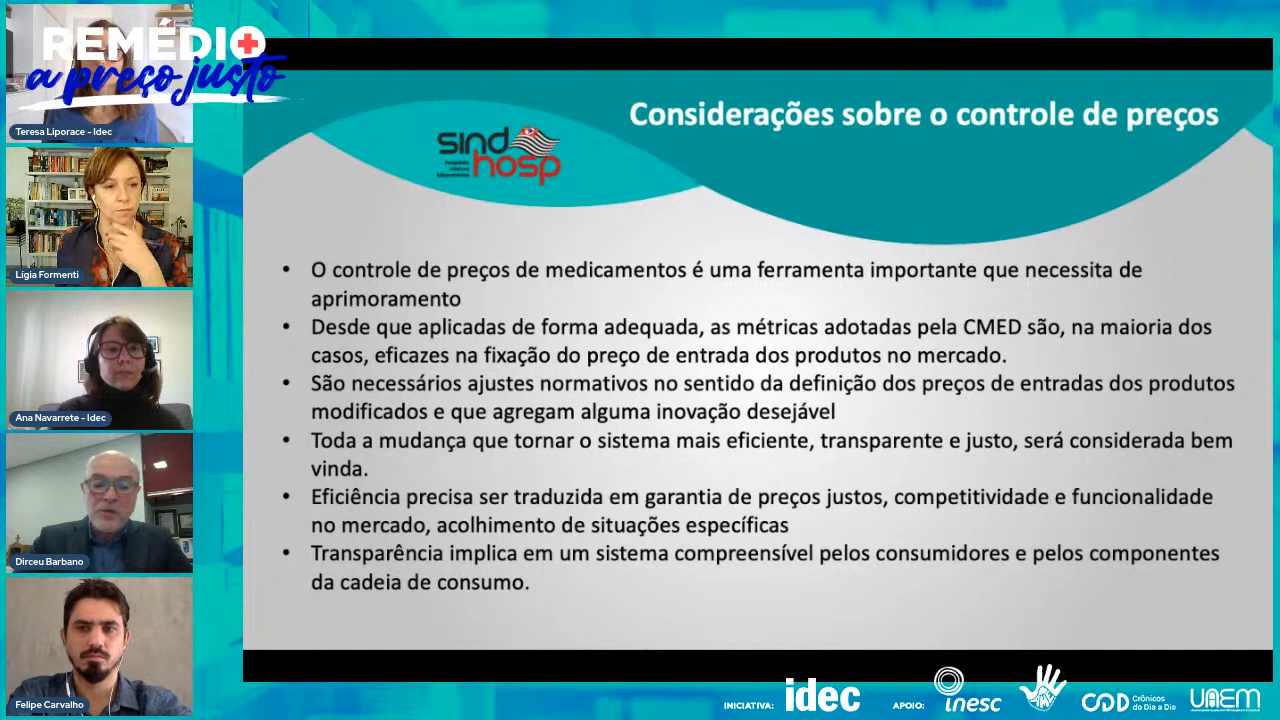 REMÉDIO
a preço justo
Teresa Liporace - Idec
Lígia Formenti
Ana Navarrete - Idec
Dirceu Barbano
Felipe Carvalho
Considerações sobre o controle de preços
sind
hosp
• O controle de preços de medicamentos é uma ferramenta importante que necessita de
aprimoramento
• Desde que aplicadas de forma adequada, as métricas adotadas pela CMED são, na maioria dos
casos, eficazes na fixação do preço de entrada dos produtos no mercado.
• São necessários ajustes normativos no sentido da definição dos preços de entradas dos produtos
modificados e que agregam alguma inovação desejável
• Toda a mudança que tornar o sistema mais eficiente, transparente e justo, será considerada bem
vinda.
• Eficiência precisa ser traduzida em garantia de preços justos, competitividade e funcionalidade
no mercado, acolhimento de situações específicas
• Transparência implica em um sistema compreensível pelos consumidores e pelos componentes
da cadeia de consumo.
INICIATIVA: idec
APOIO: inesc
CDD Crônicos
do Dia a Dia
UAEM